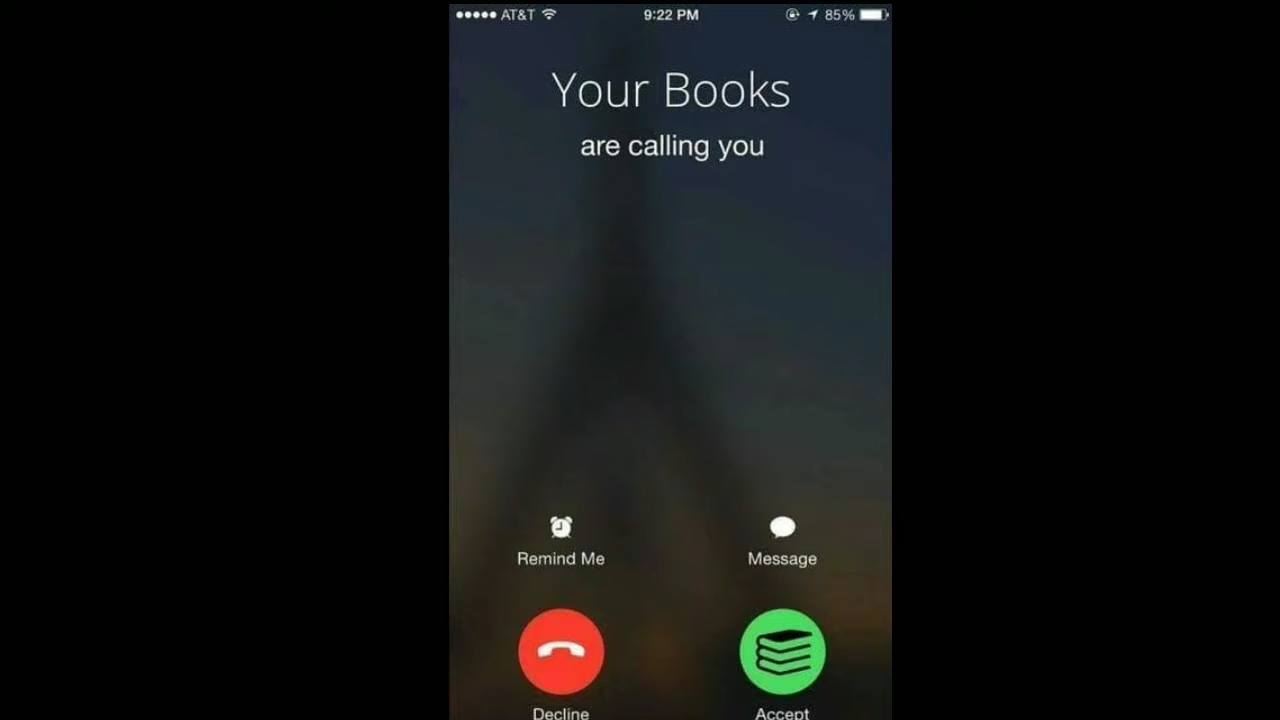 AT&T 9:22 PM 85%
Your Books
are calling you
Remind Me Message
Decline Accept